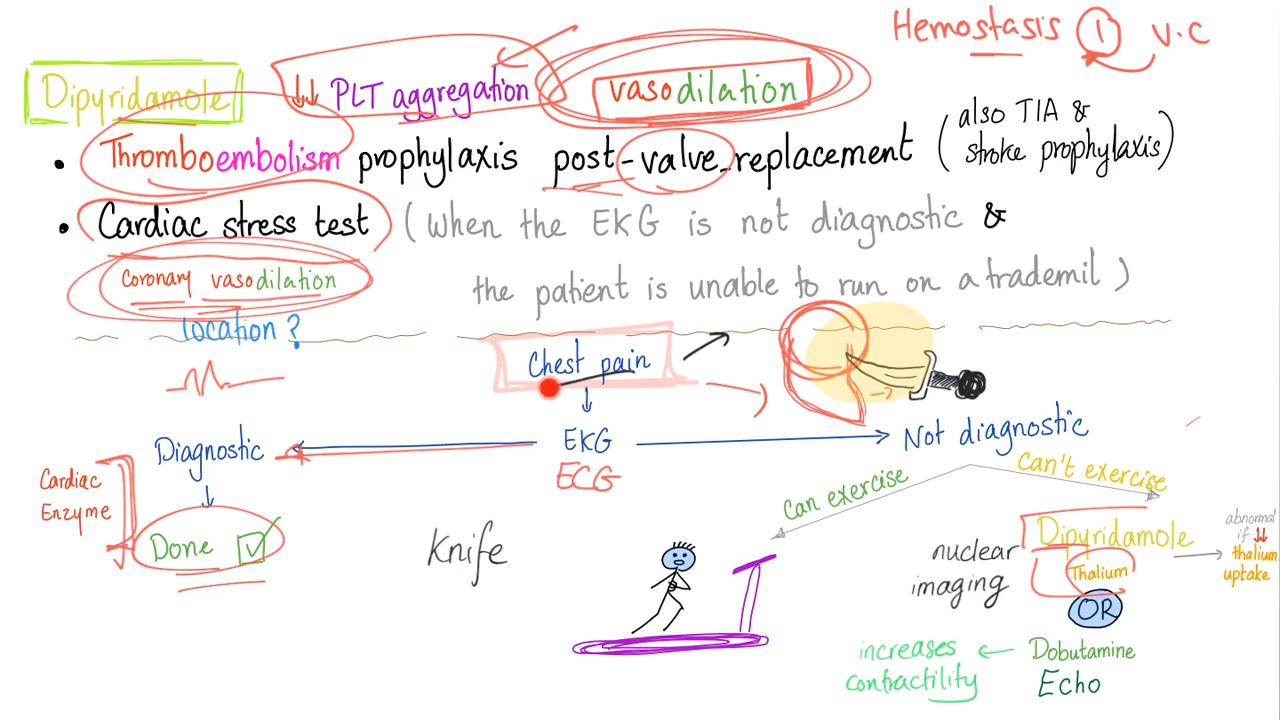 Hemostasis 1 V.C
Dipyridamole ↓↓ PLT aggregation vasodilation
• Thromboembolism prophylaxis post-valve replacement (also TIA &
stroke prophylaxis)
• Cardiac stress test (when the EKG is not diagnostic &
the patient is unable to run on a trademil)
Coronary vasodilation
location?
Chest pain
EKG
ECG
Diagnostic
Not diagnostic
Cardiac
Enzyme
Done
knife
Can exercise
Can't exercise
nuclear
imaging
Dipyridamole
Thalium
OR
Dobutamine
Echo
increases
contractility
abnormal
if ↓↓
thalium
uptake